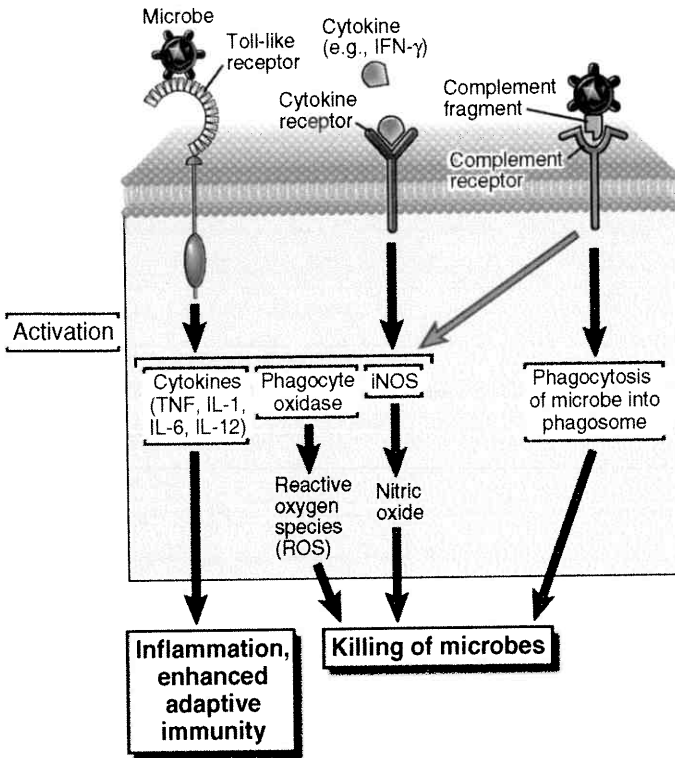 Microbe
Toll-like
receptor
Cytokine
(e.g., IFN-γ)
Cytokine
receptor
Complement
fragment
Complement
receptor
Activation
Cytokines
(TNF, IL-1,
IL-6, IL-12)
Phagocyte
oxidase
iNOS
Phagocytosis
of microbe into
phagosome
Reactive
oxygen
species
(ROS)
Nitric
oxide
Inflammation,
enhanced
adaptive
immunity
Killing of microbes